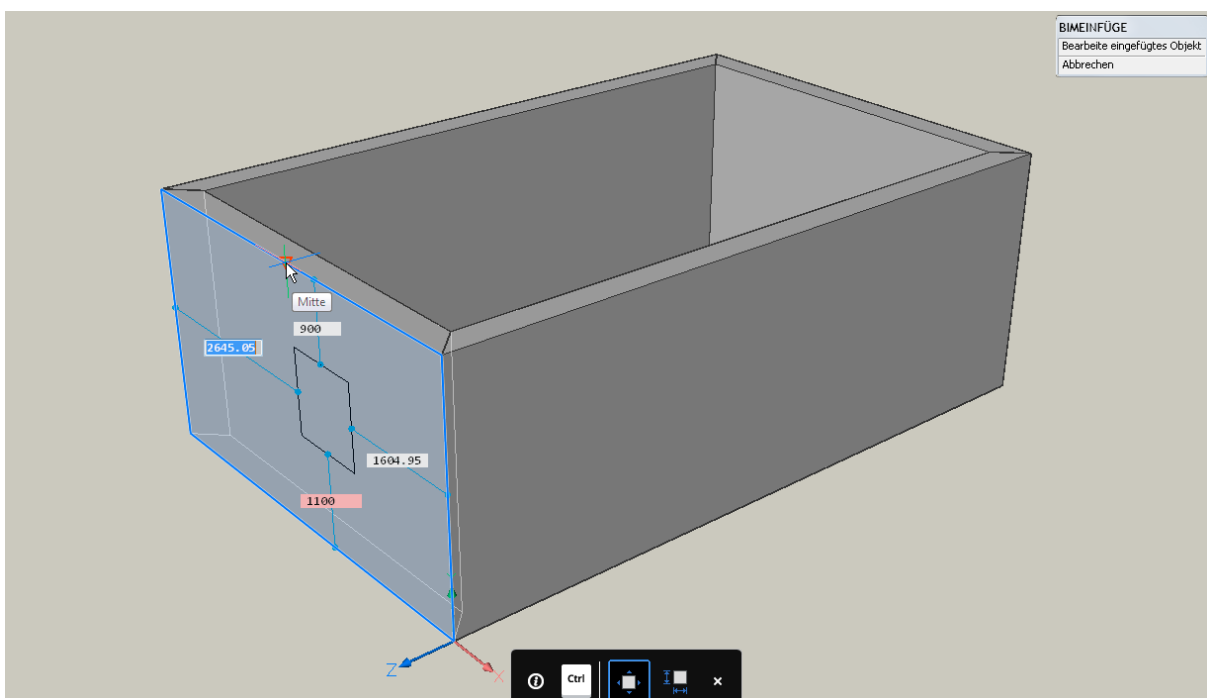 BIMEINFÜGE
Bearbeite eingefügtes Objekt
Abbrechen
Mitte
900
2645.05
1604.95
1100
Z
X
Ctrl